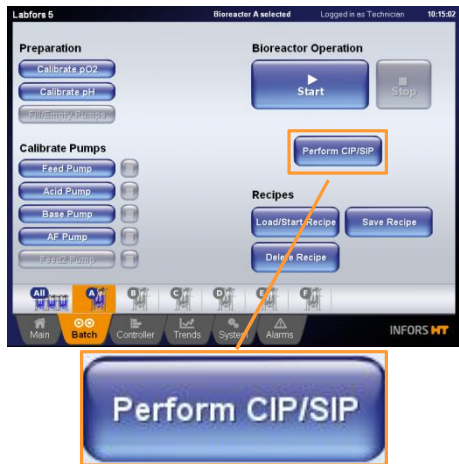 Labfors 5 Bioreactor A selected Logged in as Technician 10:15:02
Preparation
Calibrate pO2
Calibrate pH
Fill/Empty Pumps
Calibrate Pumps
Feed Pump
Acid Pump
Base Pump
AF Pump
Feed2 Pump
Bioreactor Operation
Start
Stop
Perform CIP/SIP
Recipes
Load/Start Recipe
Save Recipe
Delete Recipe
All A B C D E F
Main Batch Controller Trends System Alarms
INFORS HT
Perform CIP/SIP